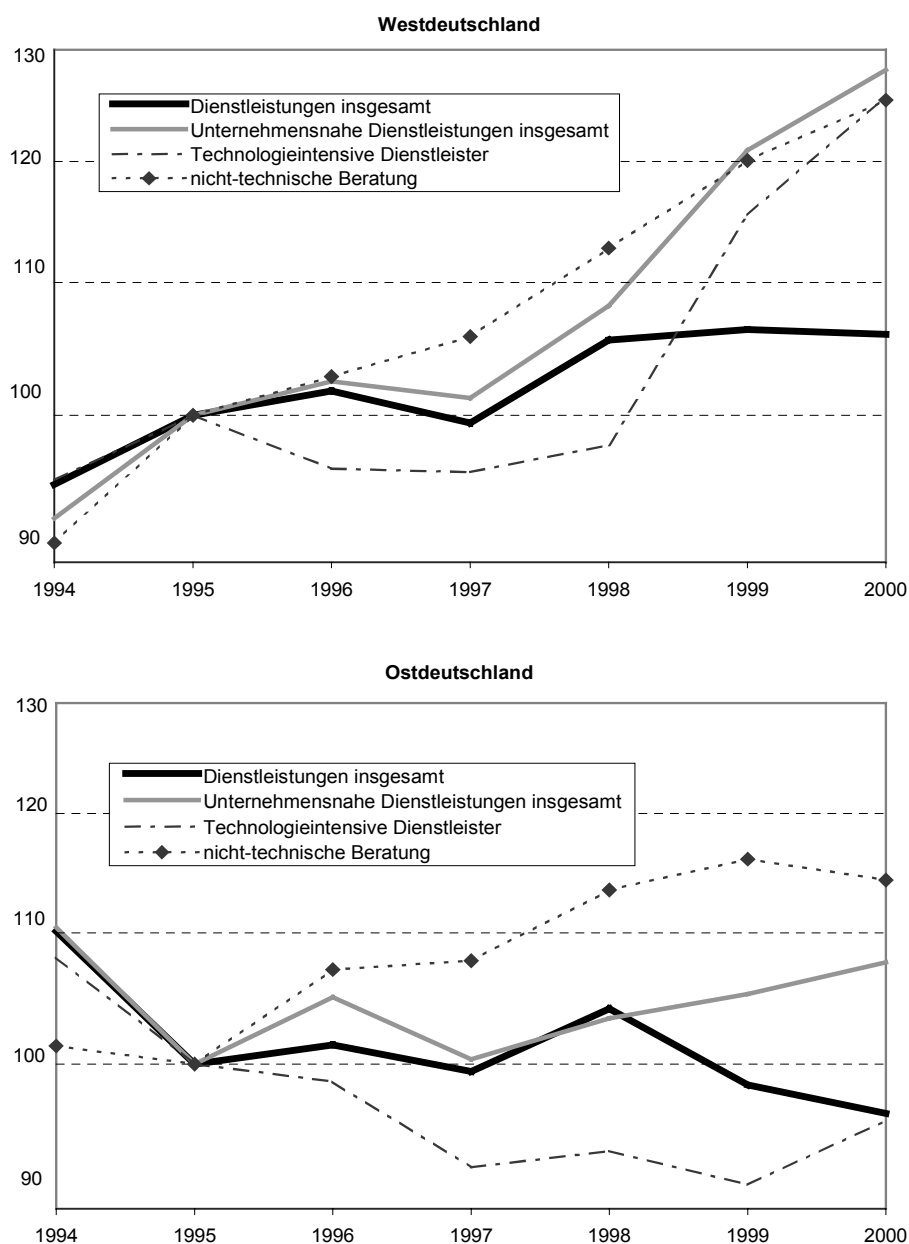 Westdeutschland
130
Dienstleistungen insgesamt
Unternehmensnahe Dienstleistungen insgesamt
120
Technologieintensive Dienstleister
nicht-technische Beratung
110
100
90
1994 1995 1996 1997 1998 1999 2000
Ostdeutschland
130
Dienstleistungen insgesamt
Unternehmensnahe Dienstleistungen insgesamt
120
Technologieintensive Dienstleister
nicht-technische Beratung
110
100
90
1994 1995 1996 1997 1998 1999 2000